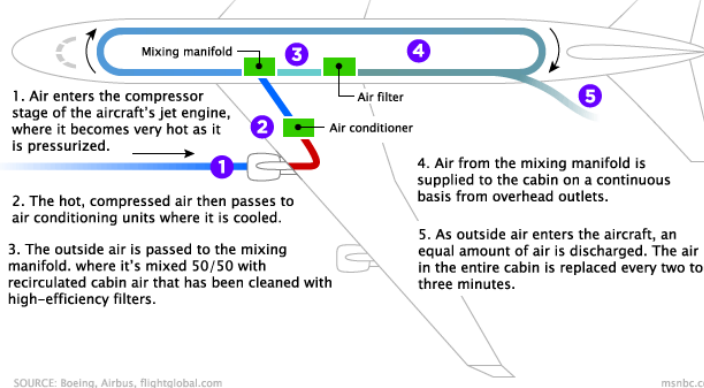 Mixing manifold
3
4
Air filter
5
1. Air enters the compressor
stage of the aircraft's jet engine,
where it becomes very hot as it
is pressurized.
2
Air conditioner
1
2. The hot, compressed air then passes to
air conditioning units where it is cooled.
3. The outside air is passed to the mixing
manifold. where it's mixed 50/50 with
recirculated cabin air that has been cleaned with
high-efficiency filters.
4. Air from the mixing manifold is
supplied to the cabin on a continuous
basis from overhead outlets.
5. As outside air enters the aircraft, an
equal amount of air is discharged. The air
in the entire cabin is replaced every two to
three minutes.
SOURCE: Boeing, Airbus, flightglobal.com
msnbc.c